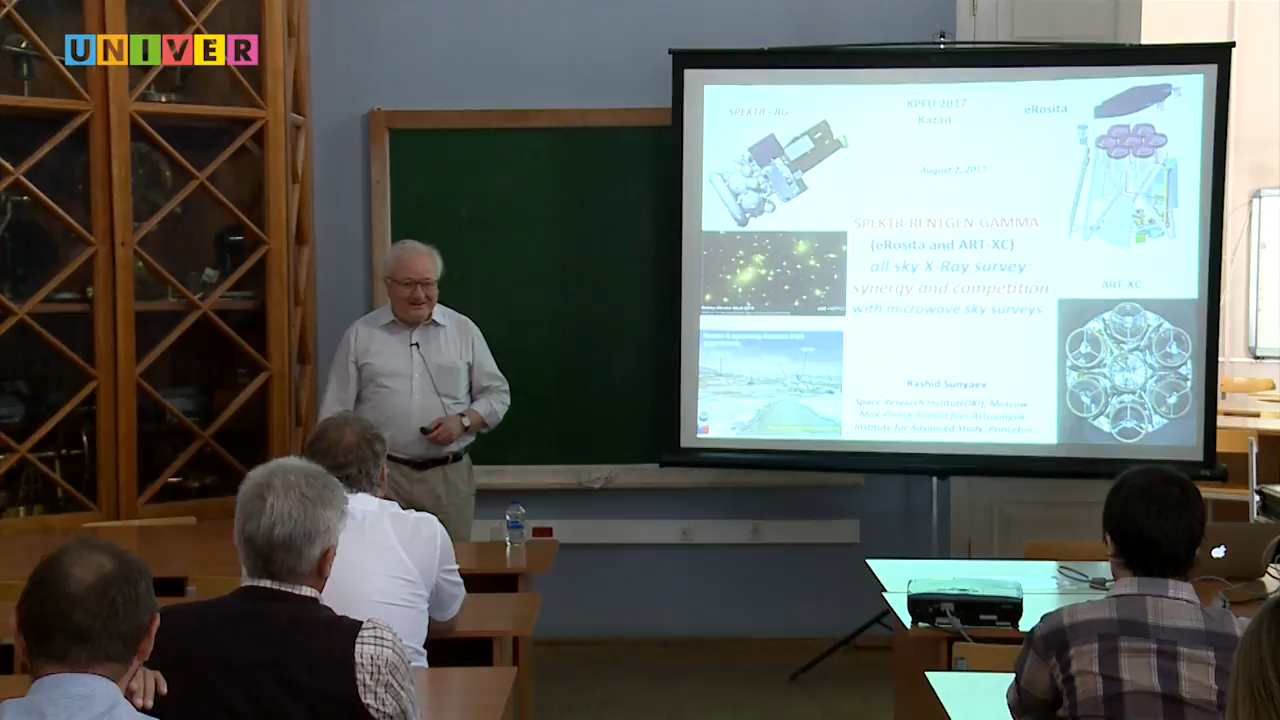 UNIVER
SPEKTR-RG
KPFU 2017
Kazan
eRosita
August 2, 2017
SPEKTR-RENTGEN-GAMMA
(eRosita and ART-XC)
all sky X-Ray survey:
synergy and competition
with microwave sky surveys
ART-XC
Rashid Sunyaev
Space Research Institute(IKI), Moscow
Max-Planck Institut fuer Astrophysik
Institute for Advanced Study, Princeton